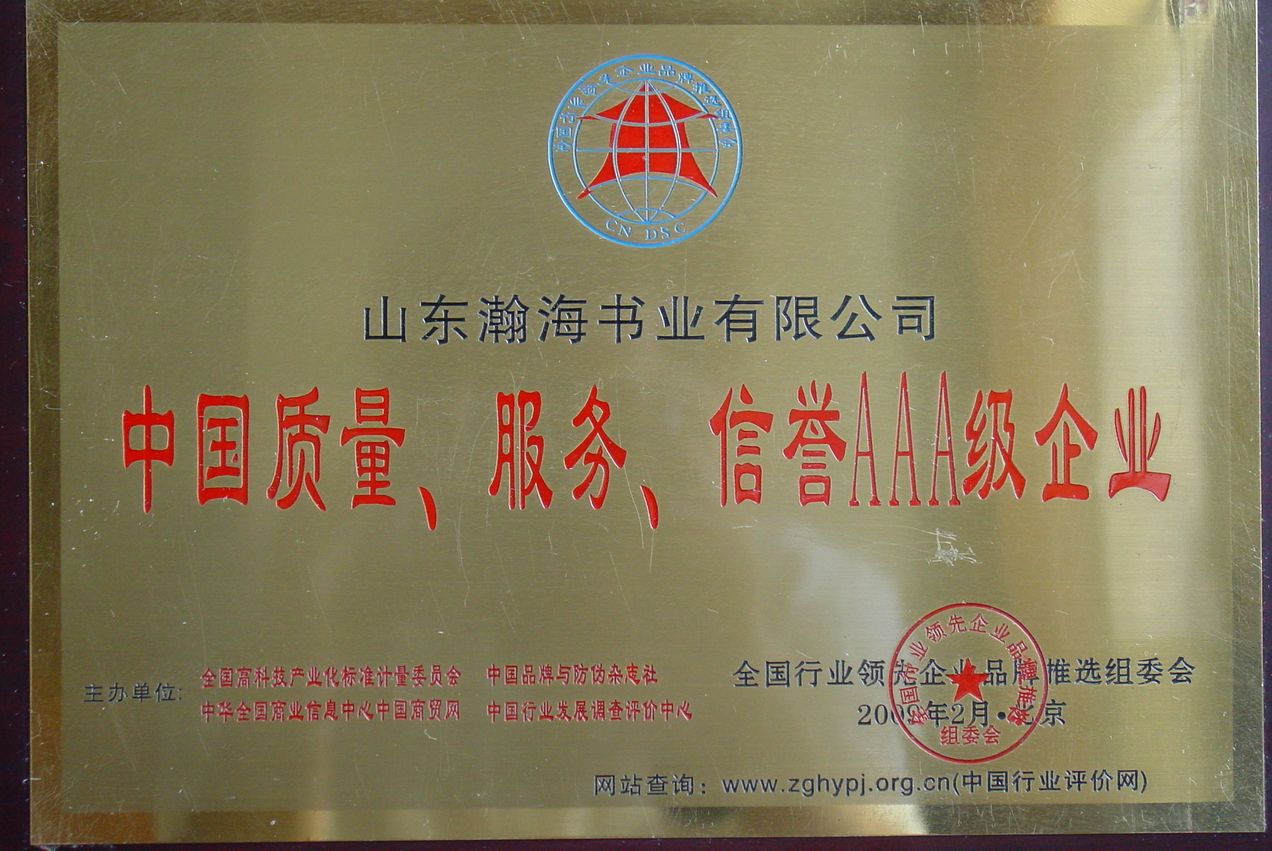 CN DSC
山东瀚海书业有限公司
中国质量、服务、信誉AAA级企业
主办单位:
全国高科技产业化标准计量委员会 中国品牌与防伪杂志社
中华全国商业信息中心中国商贸网 中国行业发展调查评价中心
全国行业领先企业品牌推选组委会
年2月·北京
组委会
网站查询：www.zghypj.org.cn(中国行业评价网)